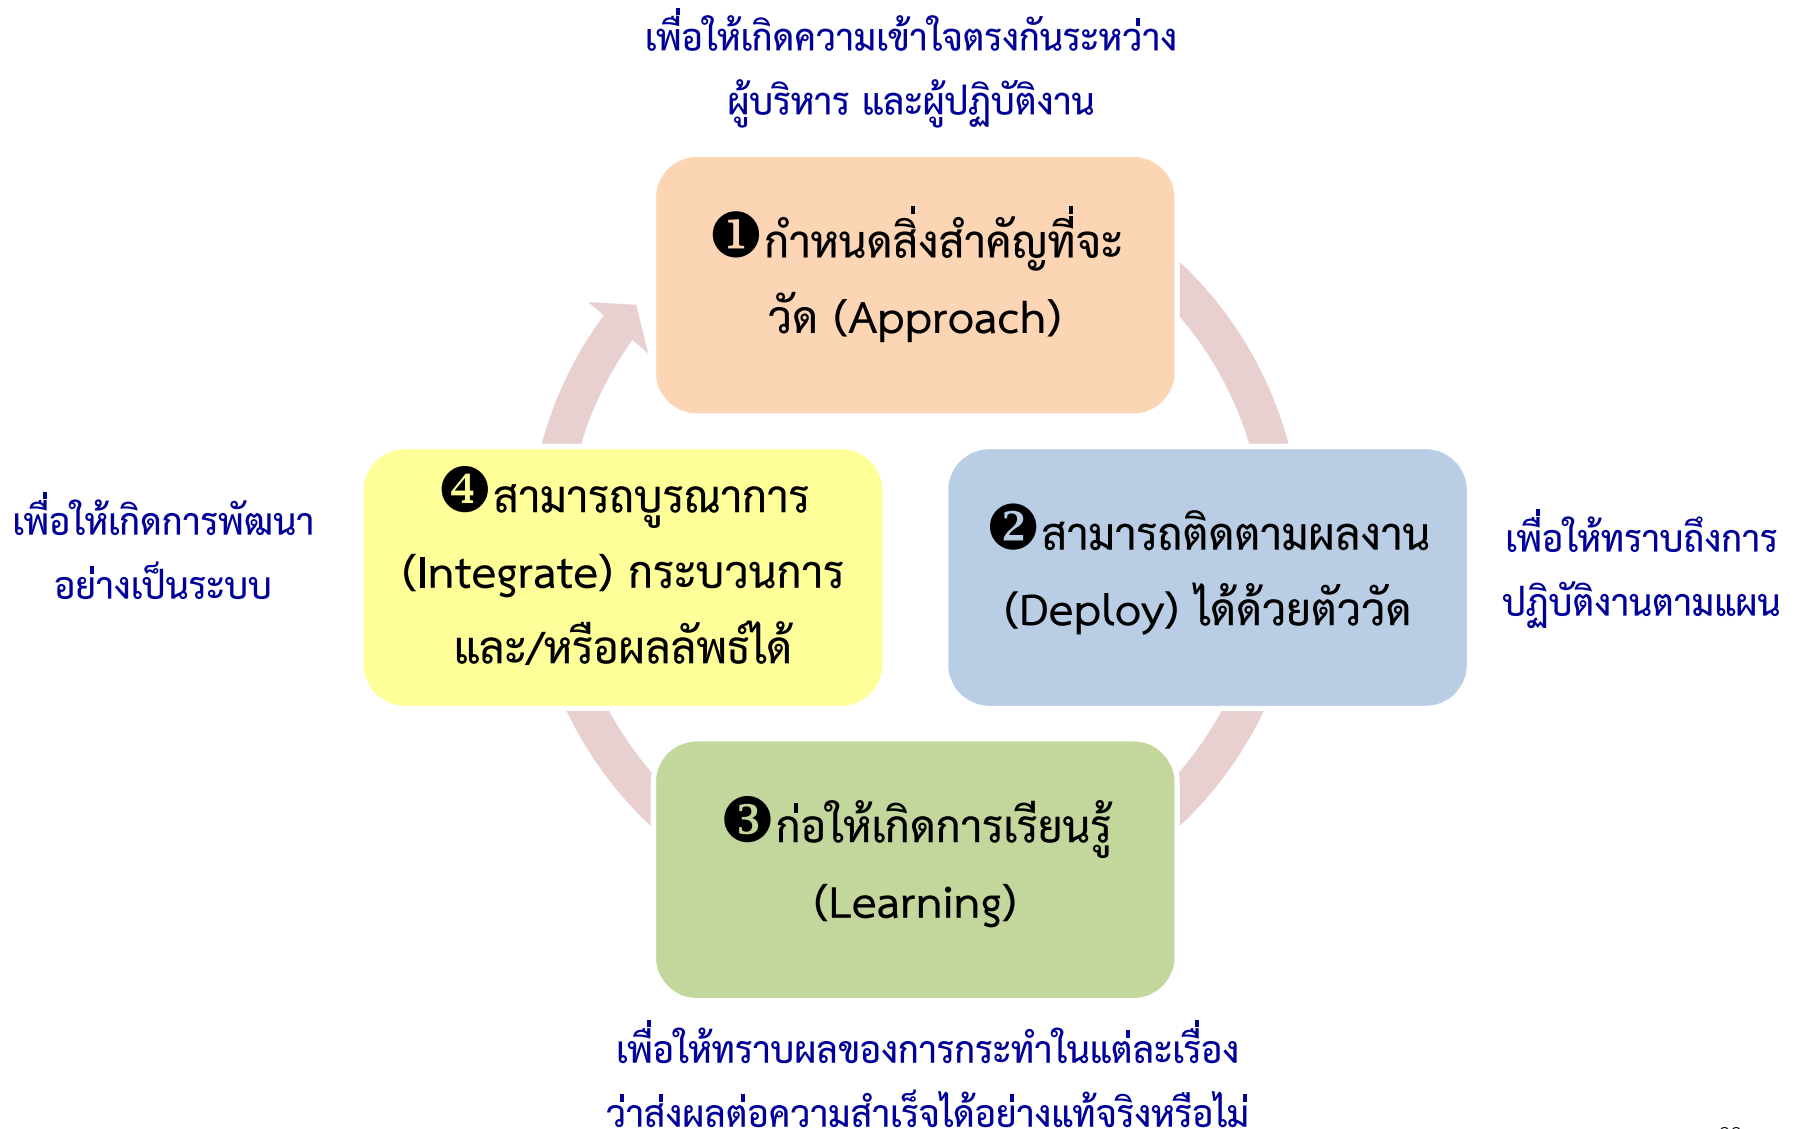 เพื่อให้เกิดความเข้าใจตรงกันระหว่าง
ผู้บริหาร และผู้ปฏิบัติงาน
❶กำหนดสิ่งสำคัญที่จะ
วัด (Approach)
❷สามารถติดตามผลงาน
(Deploy) ได้ด้วยตัววัด
เพื่อให้ทราบถึงการ
ปฏิบัติงานตามแผน
❸ก่อให้เกิดการเรียนรู้
(Learning)
เพื่อให้ทราบผลของการกระทำในแต่ละเรื่อง
ว่าส่งผลต่อความสำเร็จได้อย่างแท้จริงหรือไม่
❹สามารถบูรณาการ
(Integrate) กระบวนการ
และ/หรือผลลัพธ์ได้
เพื่อให้เกิดการพัฒนา
อย่างเป็นระบบ